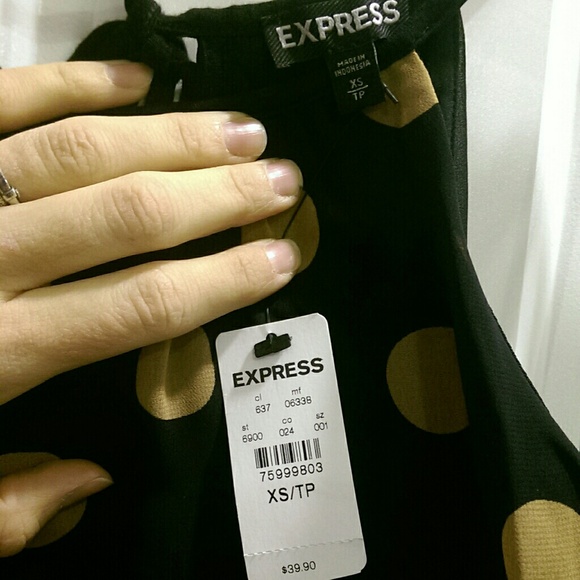 EXPRESS
MADE IN
INDONESIA
XS
TP
EXPRESS
cl mf
637 06338
st co sz
6900 024 001
75999803
XS/TP
$39.90